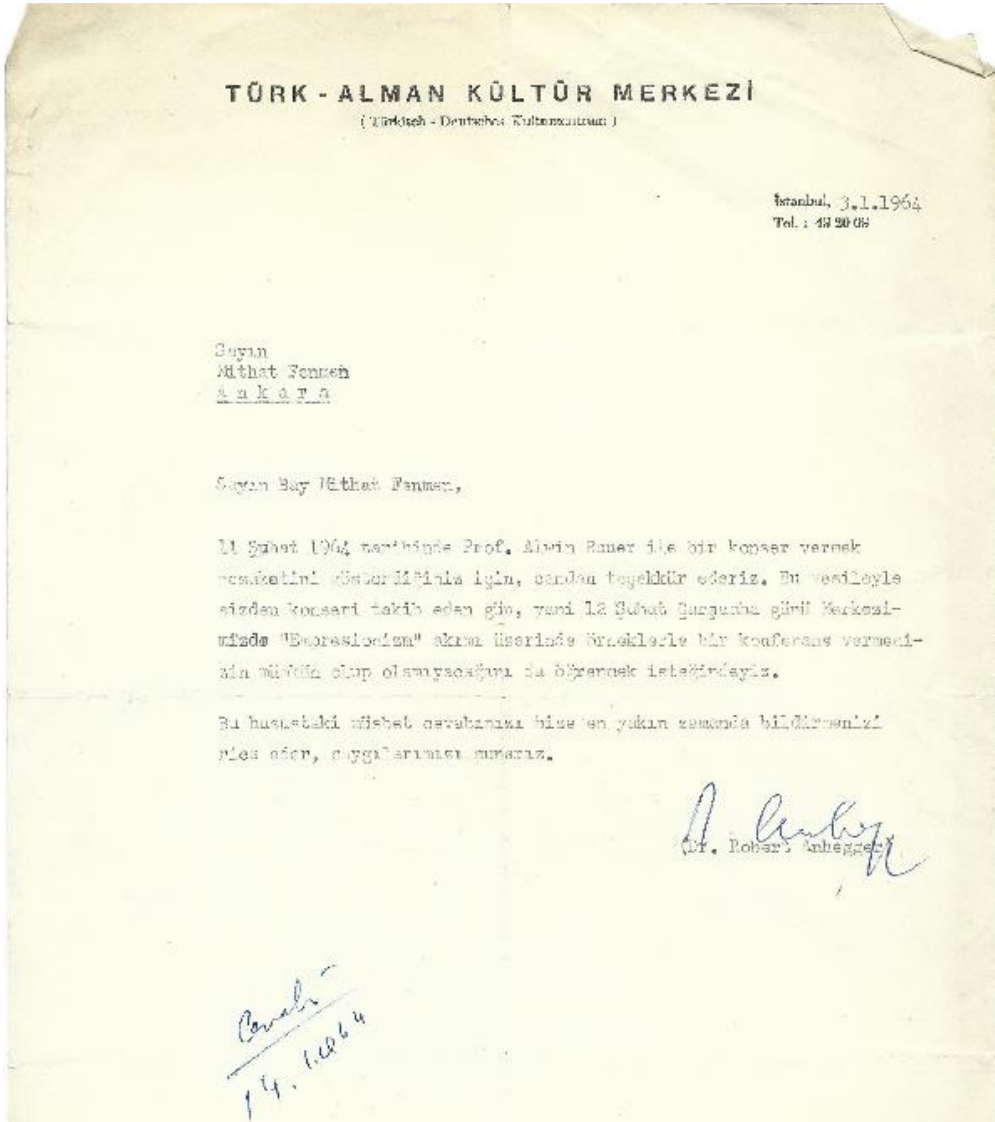 TÜRK - ALMAN KÜLTÜR MERKEZİ
( Türkisch - Deutsches Kulturzentrum )
İstanbul, 3.1.1964
Tel. : 49 20 09
Sayın
Mithat Fenmen
A n k a r a
Sayın Bay Mithat Fenmen,
11 Şubat 1964 tarihinde Prof. Alwin Bauer ile bir konser vermek
nezaketini gösterdiğiniz için, candan teşekkür ederiz. Bu vesileyle
sizden konseri takib eden gün, yani 12 Şubat Çarşamba günü Merkezi-
mizde "Empresionizm" akımı üzerinde örneklerle bir konferans vermeni-
zin mümkün olup olamıyacağını da öğrenmek isteğindeyiz.
Bu husustaki müsbet cevabınızı bize en yakın zamanda bildirmenizi
rica eder, saygılarımızı sunarız.
(Dr. Robert Anhegger)
Cevabı
14.1.1964